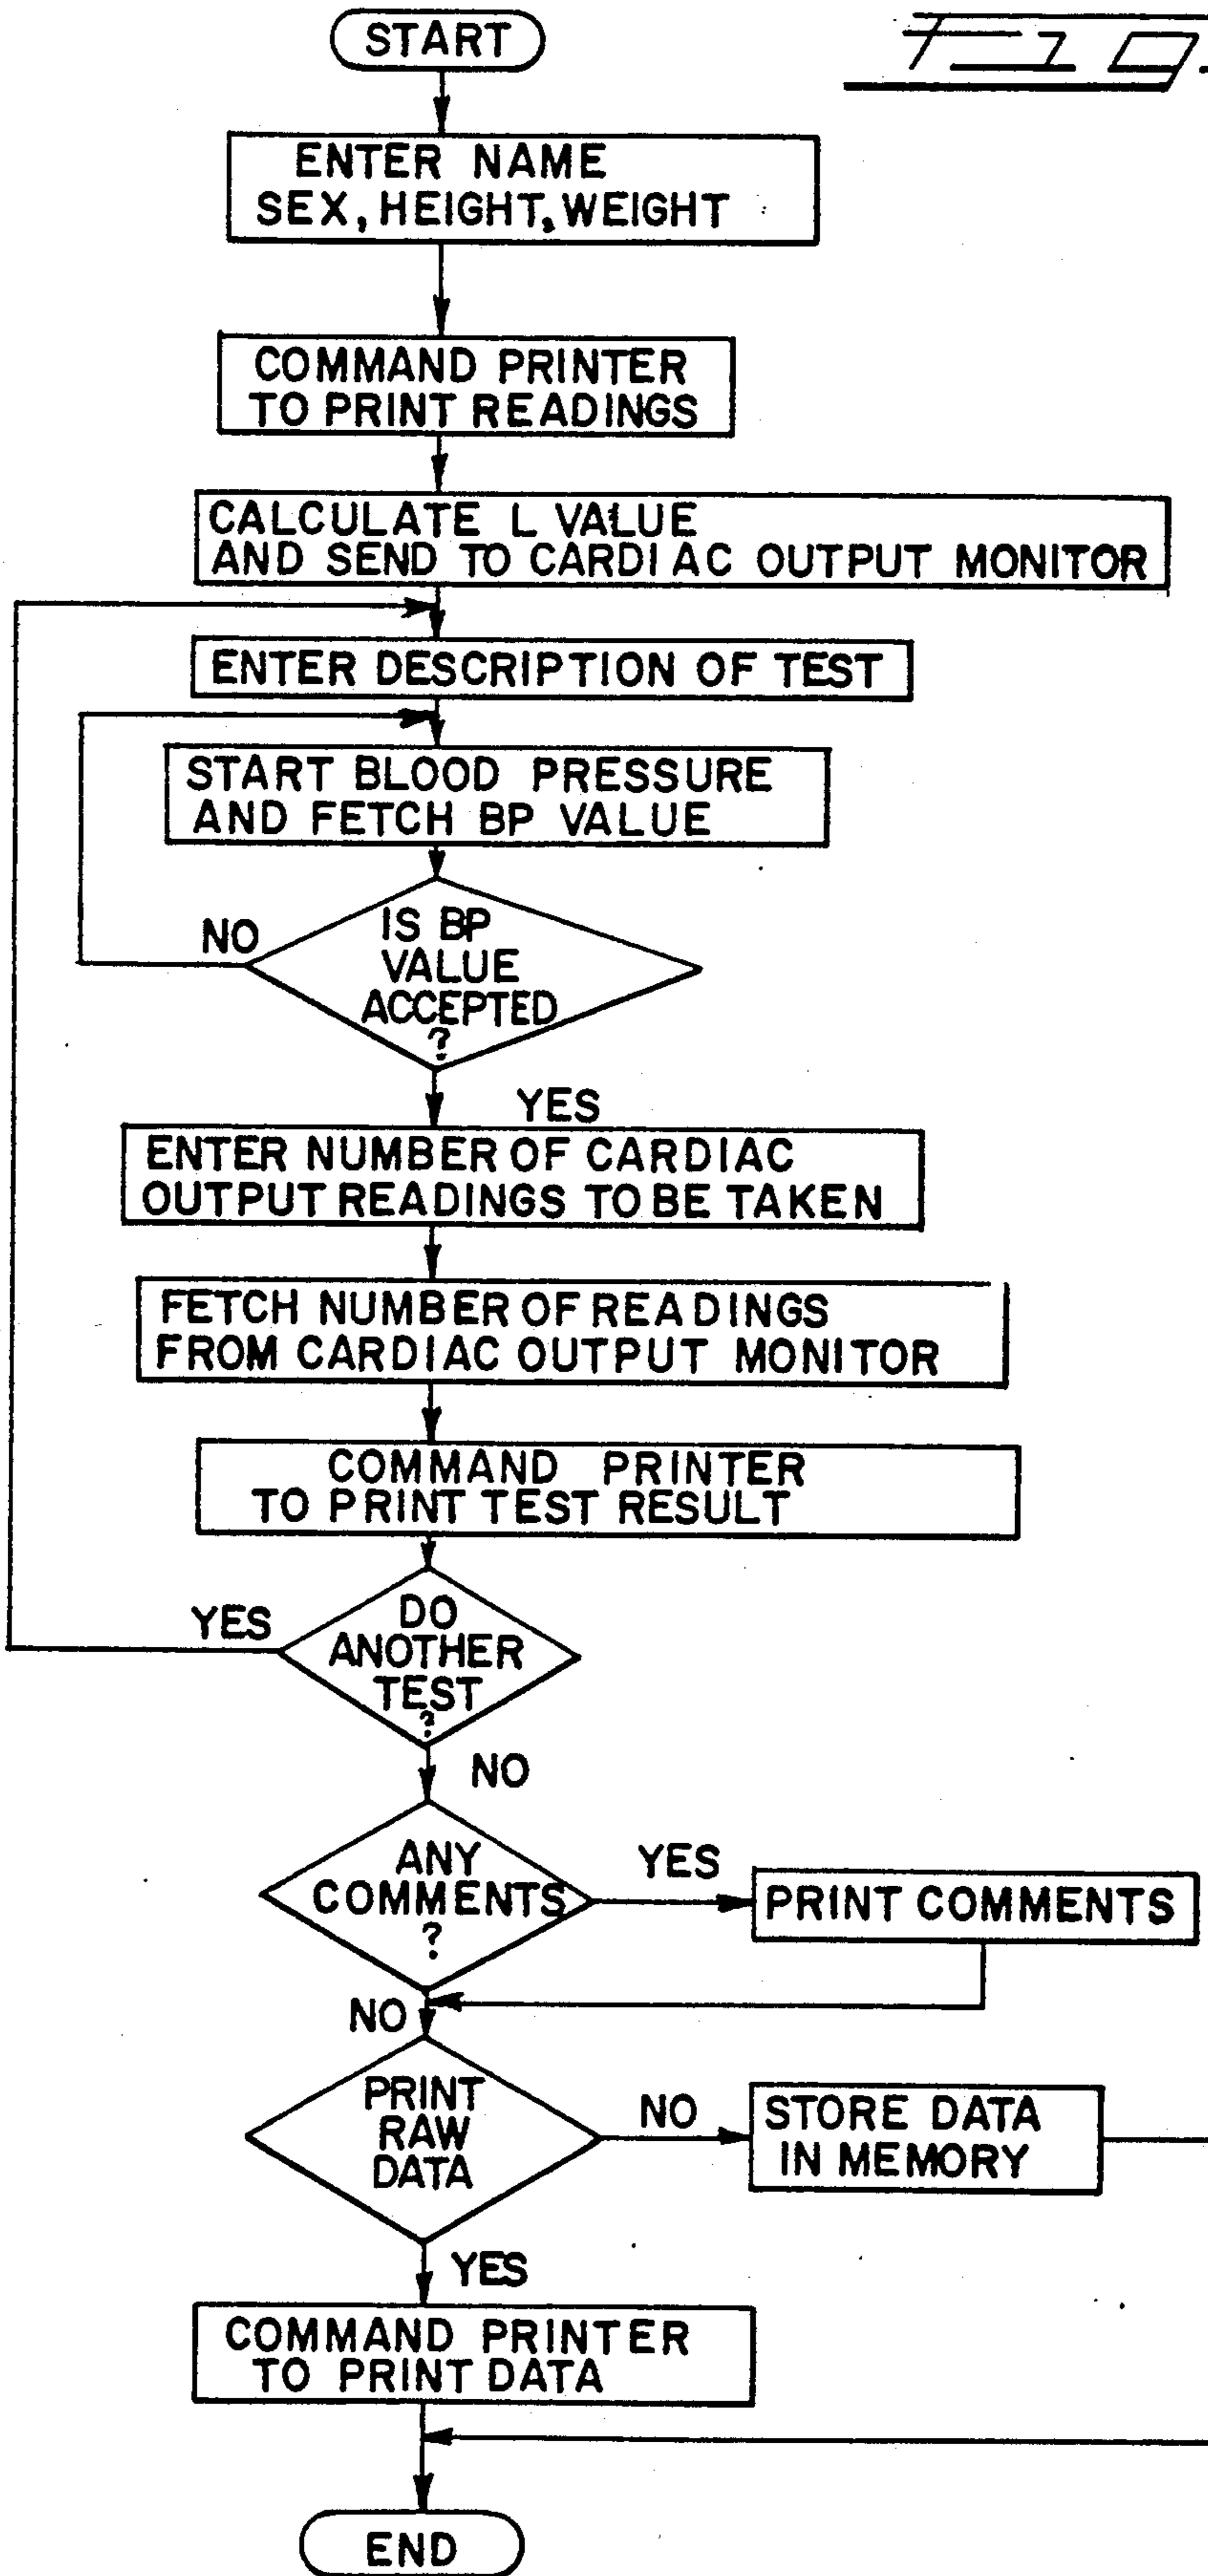 START
Fig.
ENTER NAME
SEX, HEIGHT, WEIGHT
COMMAND PRINTER
TO PRINT READINGS
CALCULATE L VALUE
AND SEND TO CARDIAC OUTPUT MONITOR
ENTER DESCRIPTION OF TEST
START BLOOD PRESSURE
AND FETCH BP VALUE
NO
IS BP
VALUE
ACCEPTED
?
YES
ENTER NUMBER OF CARDIAC
OUTPUT READINGS TO BE TAKEN
FETCH NUMBER OF READINGS
FROM CARDIAC OUTPUT MONITOR
COMMAND PRINTER
TO PRINT TEST RESULT
YES
DO
ANOTHER
TEST
?
NO
ANY
COMMENTS
?
YES
PRINT COMMENTS
NO
PRINT
RAW
DATA
NO
STORE DATA
IN MEMORY
YES
COMMAND PRINTER
TO PRINT DATA
END